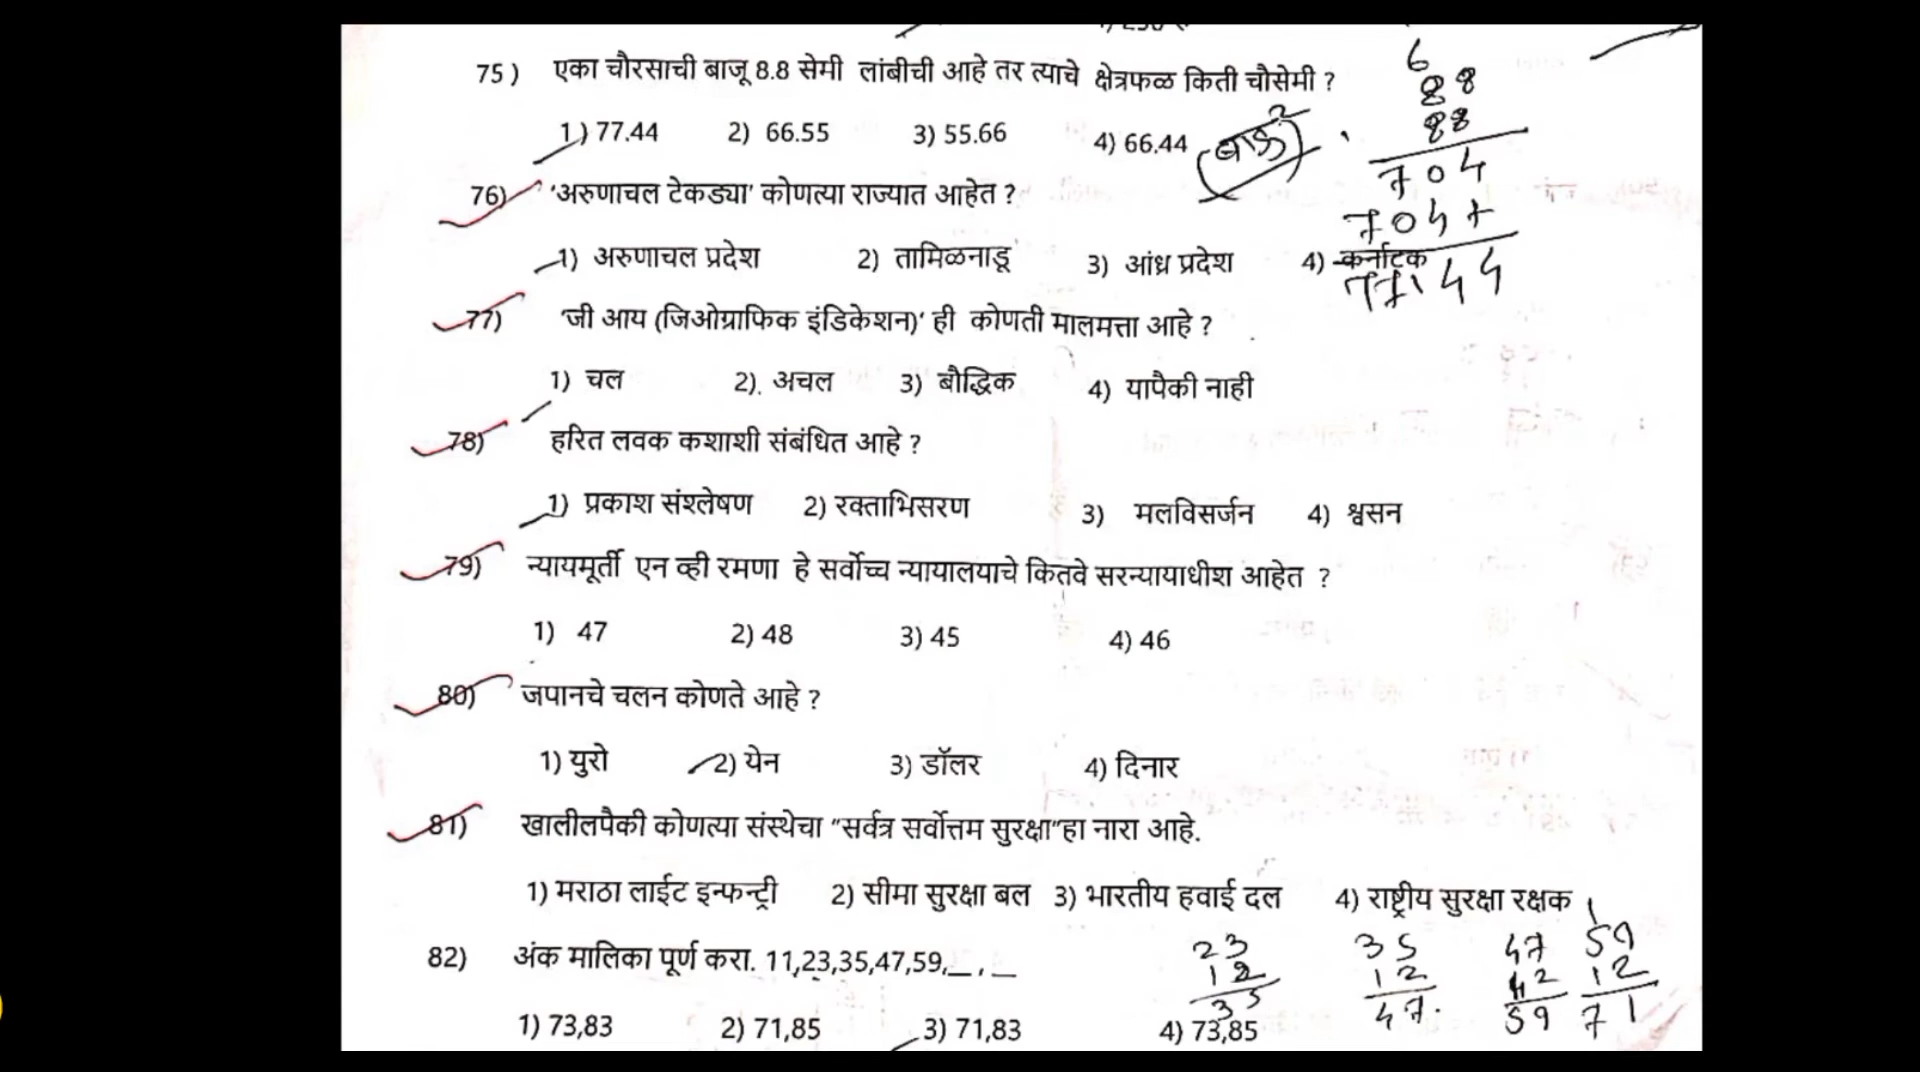 75) एका चौरसाची बाजू 8.8 सेमी लांबीची आहे तर त्याचे क्षेत्रफळ किती चौसेमी ?
1) 77.44 2) 66.55 3) 55.66 4) 66.44
(बाजू)²
6
88
88
704
704+
77.44
76) 'अरुणाचल टेकड्या' कोणत्या राज्यात आहेत ?
1) अरुणाचल प्रदेश 2) तामिळनाडू 3) आंध्र प्रदेश 4) कर्नाटक
77) 'जी आय (जिओग्राफिक इंडिकेशन)' ही कोणती मालमत्ता आहे ?
1) चल 2). अचल 3) बौद्धिक 4) यापैकी नाही
78) हरित लवक कशाशी संबंधित आहे ?
1) प्रकाश संश्लेषण 2) रक्ताभिसरण 3) मलविसर्जन 4) श्वसन
79) न्यायमूर्ती एन व्ही रमणा हे सर्वोच्च न्यायालयाचे कितवे सरन्यायाधीश आहेत ?
1) 47 2) 48 3) 45 4) 46
80) जपानचे चलन कोणते आहे ?
1) युरो 2) येन 3) डॉलर 4) दिनार
81) खालीलपैकी कोणत्या संस्थेचा "सर्वत्र सर्वोत्तम सुरक्षा"हा नारा आहे.
1) मराठा लाईट इन्फन्ट्री 2) सीमा सुरक्षा बल 3) भारतीय हवाई दल 4) राष्ट्रीय सुरक्षा रक्षक
82) अंक मालिका पूर्ण करा. 11,23,35,47,59,_ , _
23 35 47 59
12 12 12 12
35 47. 59 71
1) 73,83 2) 71,85 3) 71,83 4) 73,85